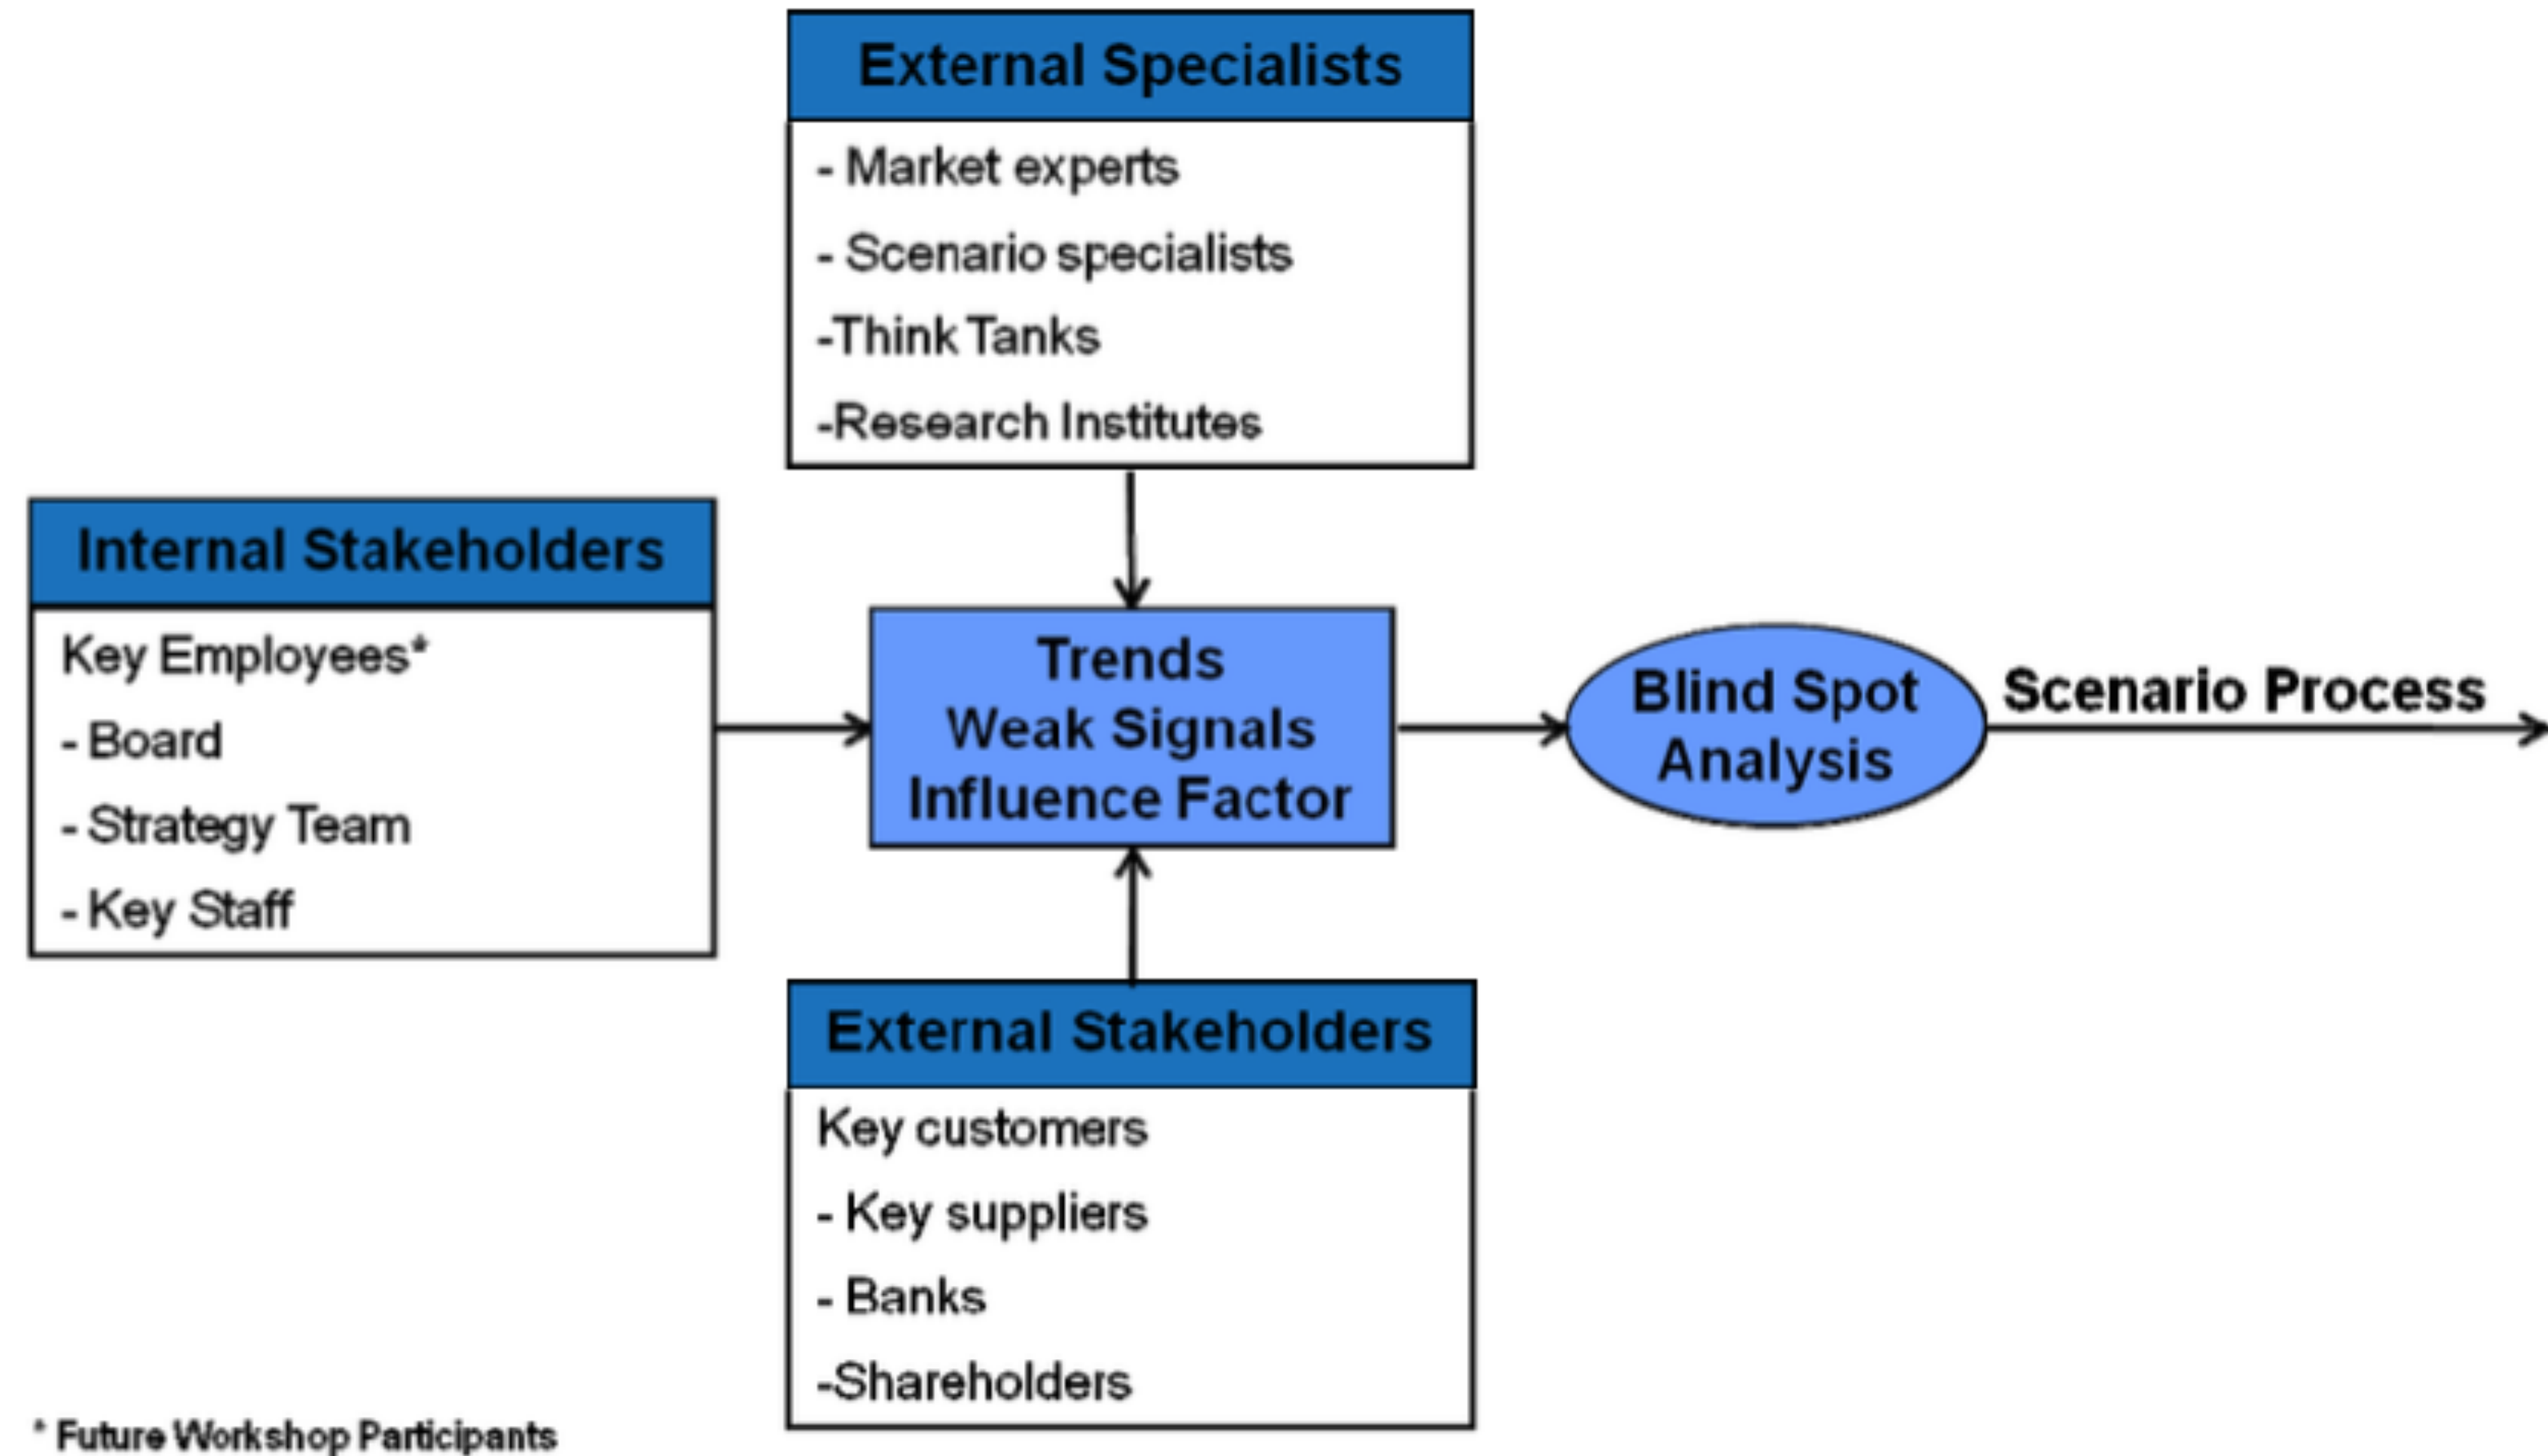 External Specialists
- Market experts
- Scenario specialists
-Think Tanks
-Research Institutes
Internal Stakeholders
Key Employees*
- Board
- Strategy Team
- Key Staff
Trends
Weak Signals
Influence Factor
Blind Spot
Analysis
Scenario Process
External Stakeholders
Key customers
- Key suppliers
- Banks
-Shareholders
* Future Workshop Participants